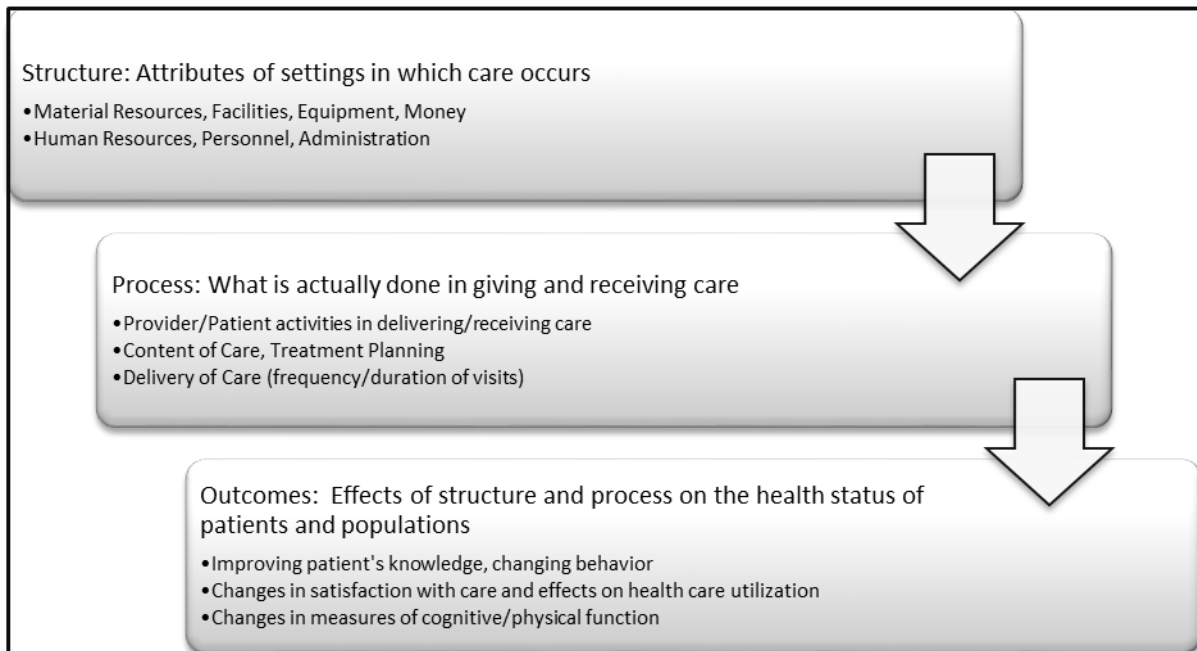 Structure: Attributes of settings in which care occurs
•Material Resources, Facilities, Equipment, Money
•Human Resources, Personnel, Administration
Process: What is actually done in giving and receiving care
•Provider/Patient activities in delivering/receiving care
•Content of Care, Treatment Planning
•Delivery of Care (frequency/duration of visits)
Outcomes:  Effects of structure and process on the health status of
patients and populations
•Improving patient's knowledge, changing behavior
•Changes in satisfaction with care and effects on health care utilization
•Changes in measures of cognitive/physical function